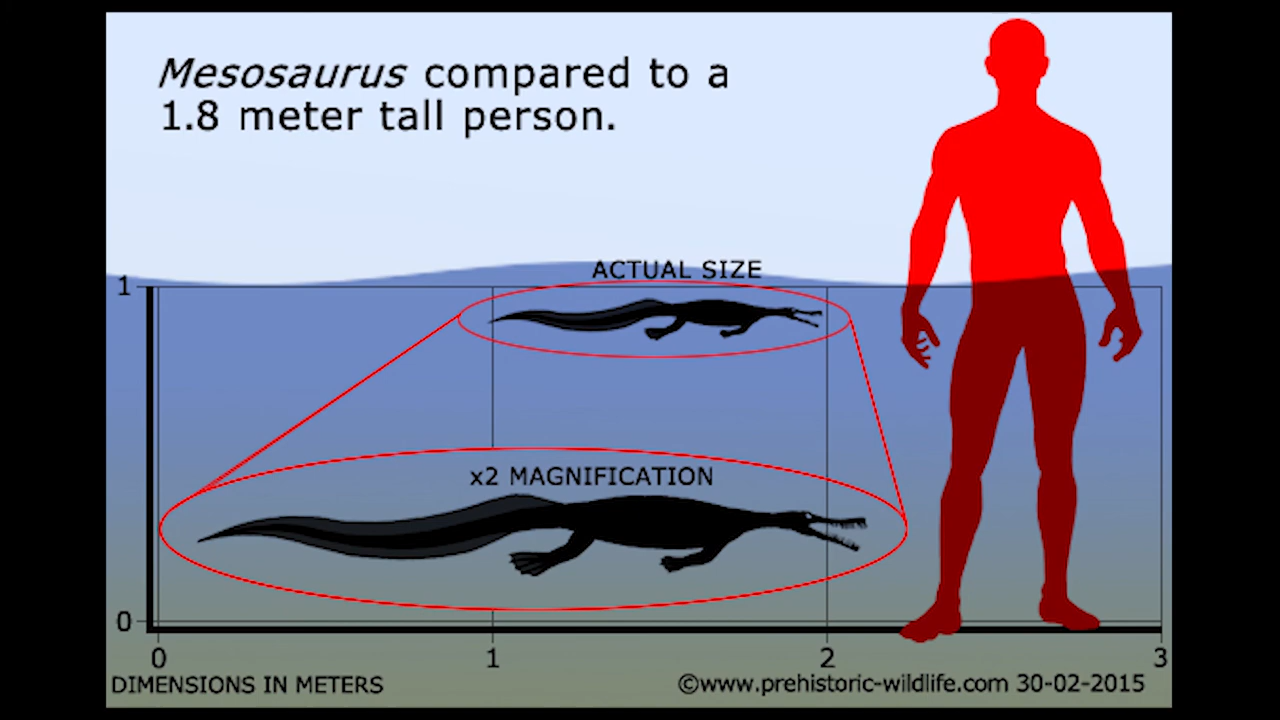 Mesosaurus compared to a
1.8 meter tall person.
ACTUAL SIZE
1
x2 MAGNIFICATION
0
0 1 2 3
DIMENSIONS IN METERS
©www.prehistoric-wildlife.com 30-02-2015